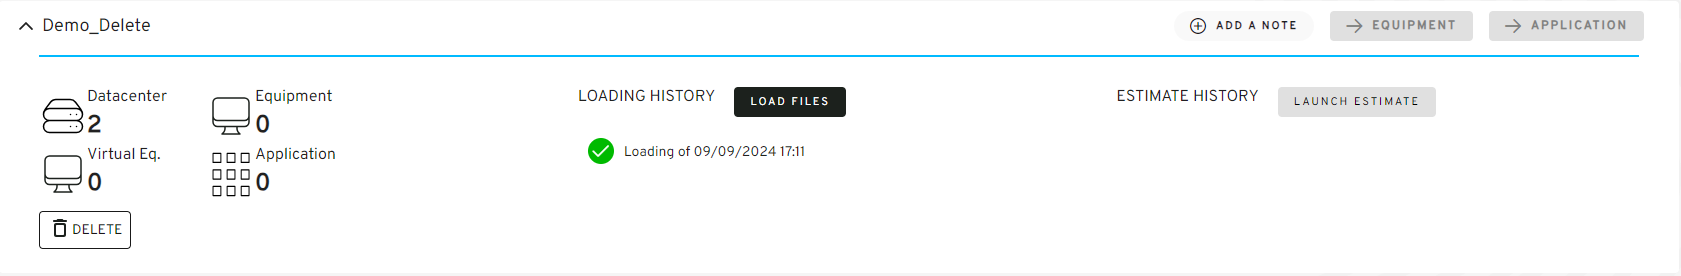 Demo_Delete
ADD A NOTE
EQUIPMENT
APPLICATION
Datacenter
2
Equipment
0
Virtual Eq.
0
Application
0
DELETE
LOADING HISTORY
LOAD FILES
Loading of 09/09/2024 17:11
ESTIMATE HISTORY
LAUNCH ESTIMATE